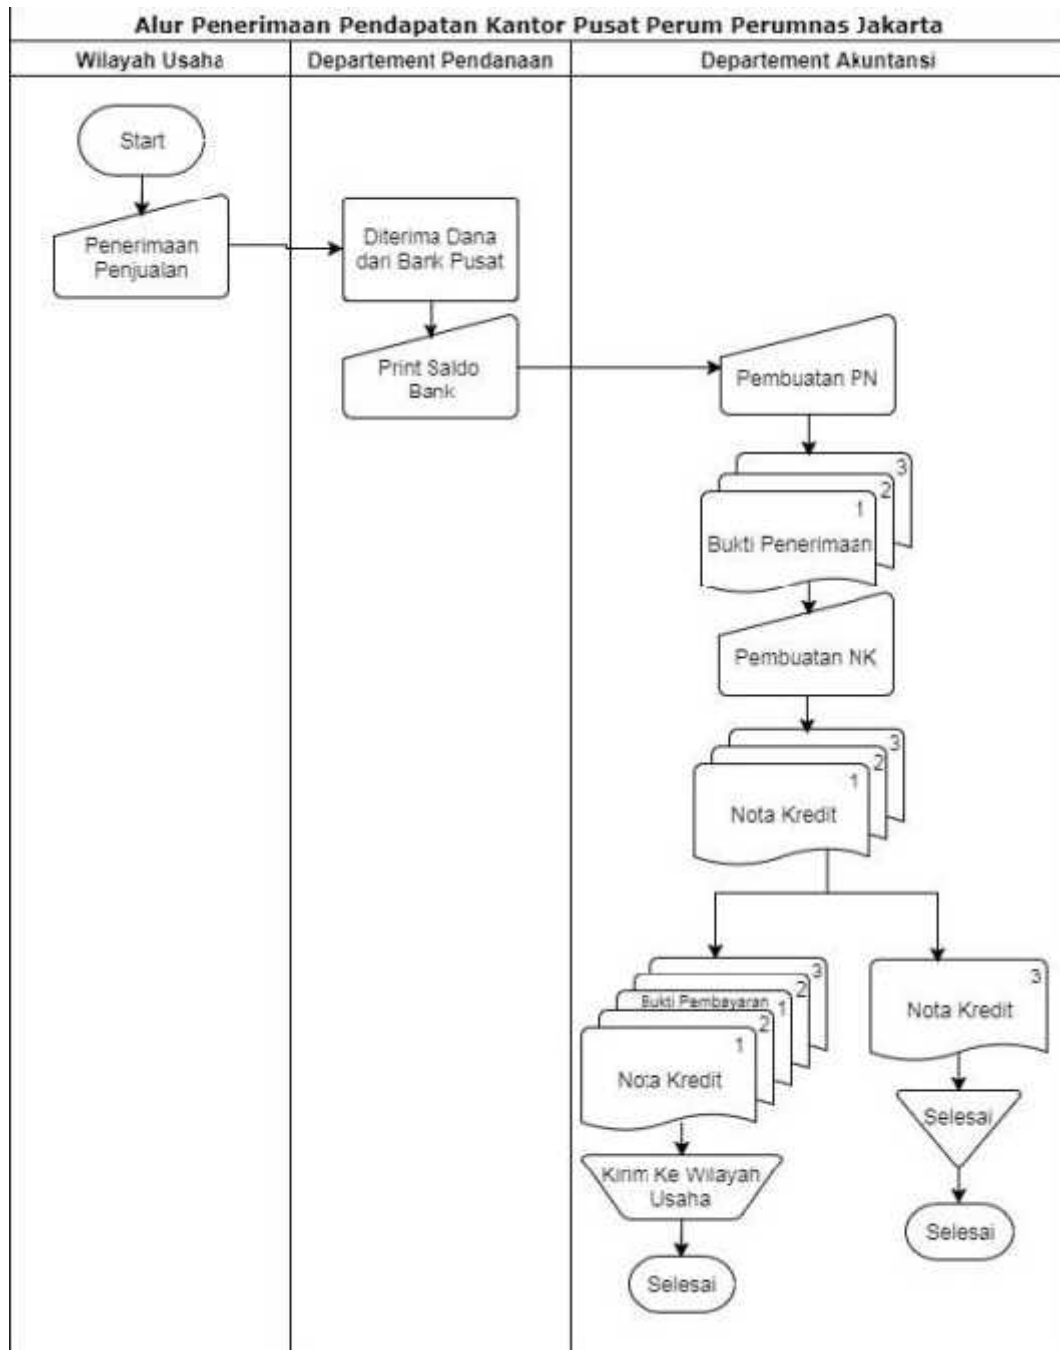 Alur Penerimaan Pendapatan Kantor Pusat Perum Perumnas Jakarta
Wilayah Usaha
Departement Pendanaan
Departement Akuntansi
Start
Penerimaan
Penjualan
Diterima Dana
dari Bank Pusat
Print Saldo
Bank
Pembuatan PN
3
2
1
Bukti Penerimaan
Pembuatan NK
3
2
1
Nota Kredit
3
2
Bukti Pembayaran
1
2
1
Nota Kredit
3
Nota Kredit
Selesai
Kirim Ke Wilayah
Usaha
Selesai
Selesai